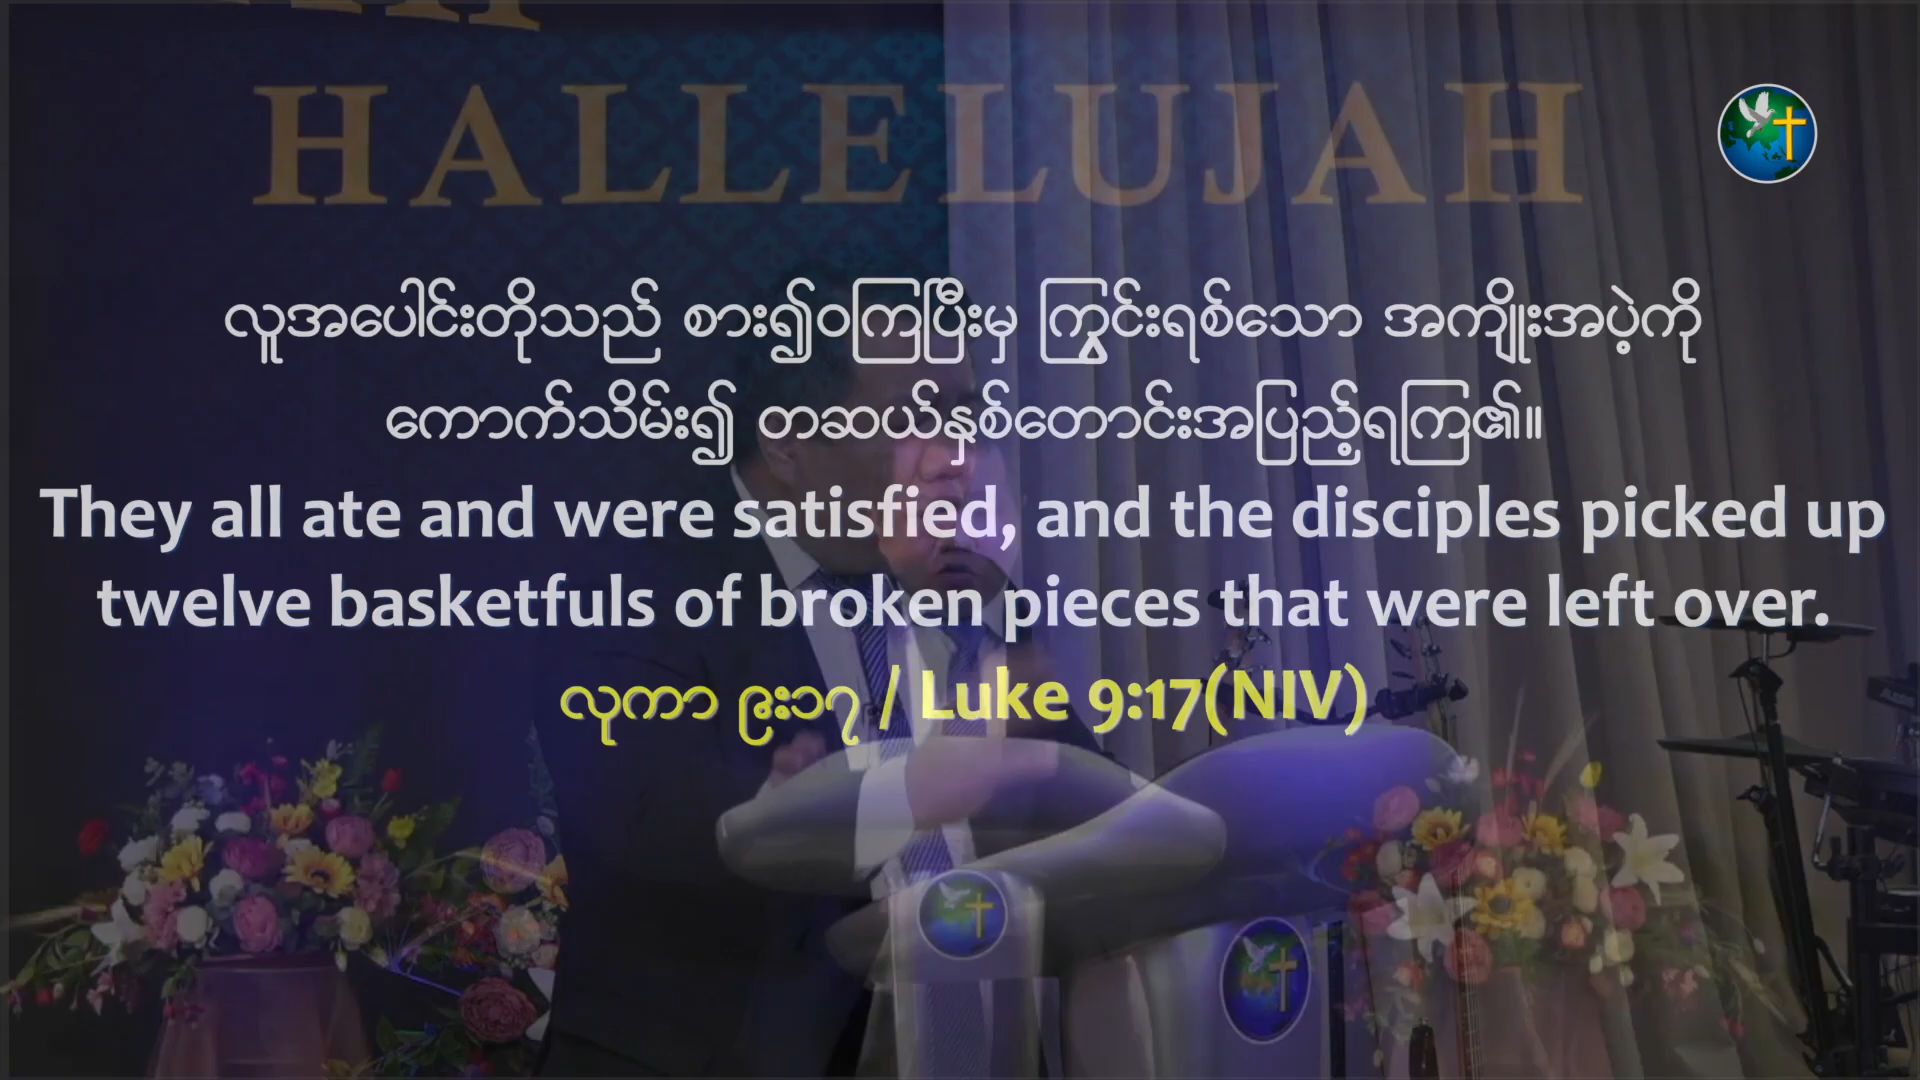 HALLELUJAH
လူအပေါင်းတိုသည် စား၍ဝကြပြီးမှ ကြွင်းရစ်သော အကျိုးအပဲ့ကို
ကောက်သိမ်း၍ တဆယ်နှစ်တောင်းအပြည့်ရကြ၏။
They all ate and were satisfied, and the disciples picked up
twelve basketfuls of broken pieces that were left over.
လုကာ ၉း၁၇ / Luke 9:17(NIV)